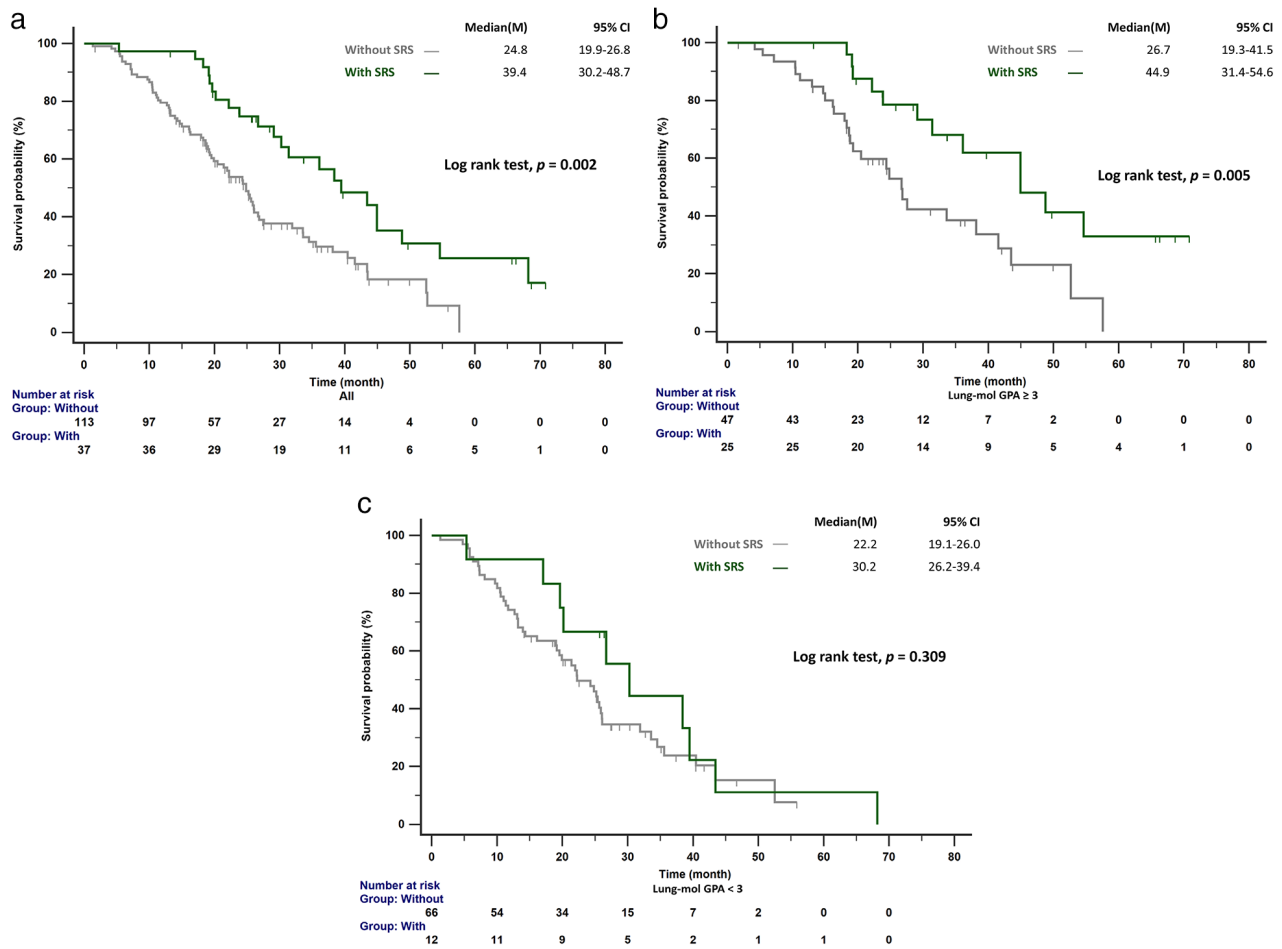 a
Median(M) 95% CI
Without SRS 24.8 19.9-26.8
With SRS 39.4 30.2-48.7
Log rank test, p = 0.002
Survival probability (%)
100
80
60
40
20
0
0 10 20 30 40 50 60 70 80
Time (month)
All
Number at risk
Group: Without
113 97 57 27 14 4 0 0 0
Group: With
37 36 29 19 11 6 5 1 0
b
Median(M) 95% CI
Without SRS 26.7 19.3-41.5
With SRS 44.9 31.4-54.6
Log rank test, p = 0.005
Survival probability (%)
100
80
60
40
20
0
0 10 20 30 40 50 60 70 80
Time (month)
Lung-mol GPA ≥ 3
Number at risk
Group: Without
47 43 23 12 7 2 0 0 0
Group: With
25 25 20 14 9 5 4 1 0
c
Median(M) 95% CI
Without SRS 22.2 19.1-26.0
With SRS 30.2 26.2-39.4
Log rank test, p = 0.309
Survival probability (%)
100
80
60
40
20
0
0 10 20 30 40 50 60 70 80
Time (month)
Lung-mol GPA < 3
Number at risk
Group: Without
66 54 34 15 7 2 0 0
Group: With
12 11 9 5 2 1 1 0